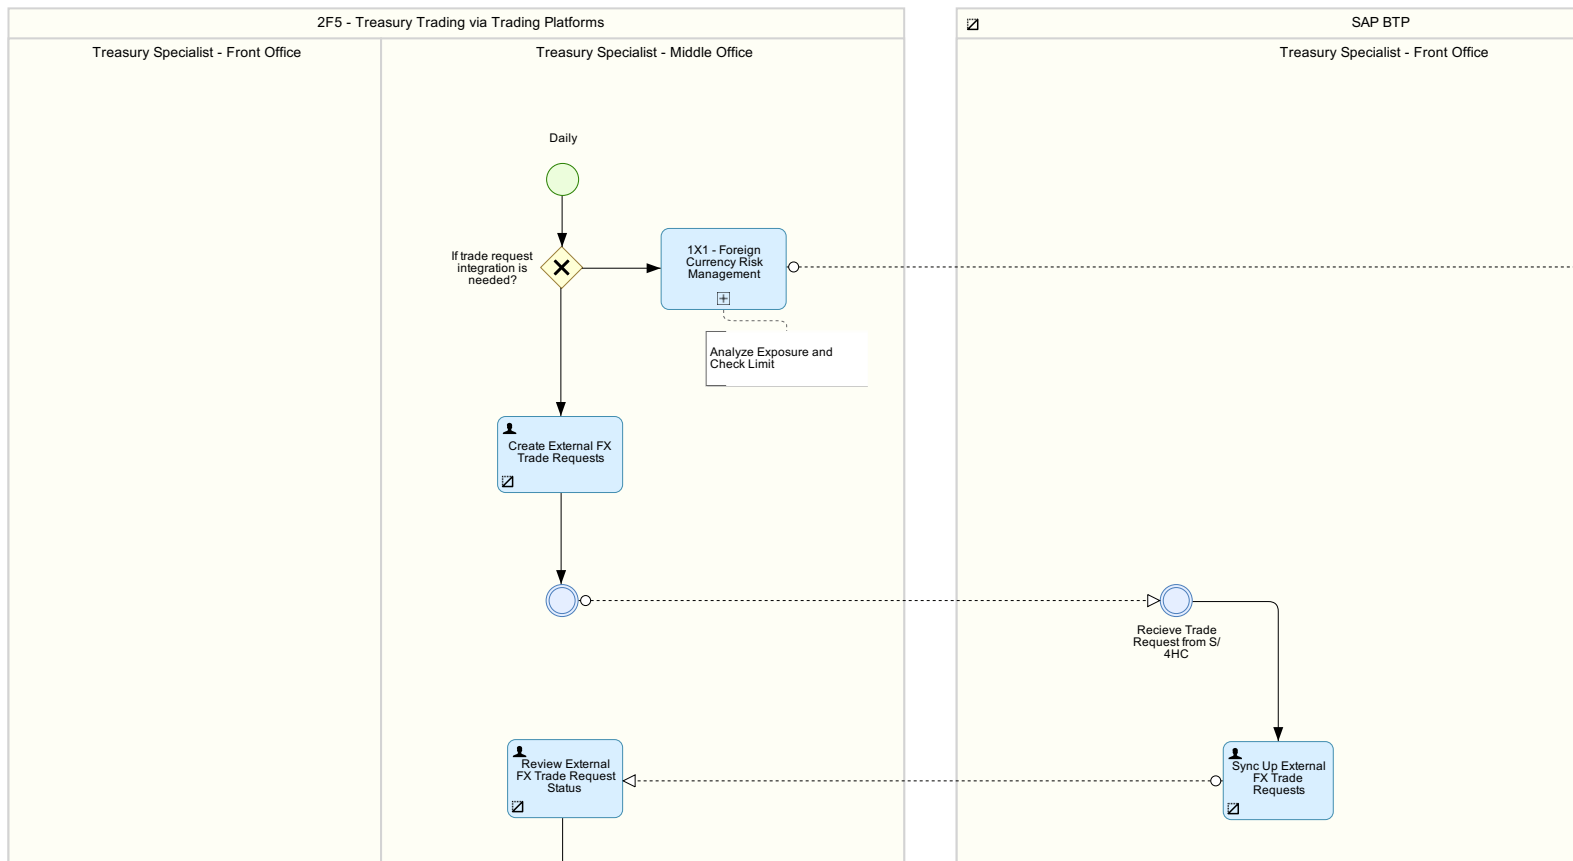 2F5 - Treasury Trading via Trading Platforms
SAP BTP
Treasury Specialist - Front Office
Treasury Specialist - Middle Office
Treasury Specialist - Front Office
Daily
If trade request
integration is
needed?
1X1 - Foreign
Currency Risk
Management
Analyze Exposure and
Check Limit
Create External FX
Trade Requests
Recieve Trade
Request from S/
4HC
Review External
FX Trade Request
Status
Sync Up External
FX Trade
Requests